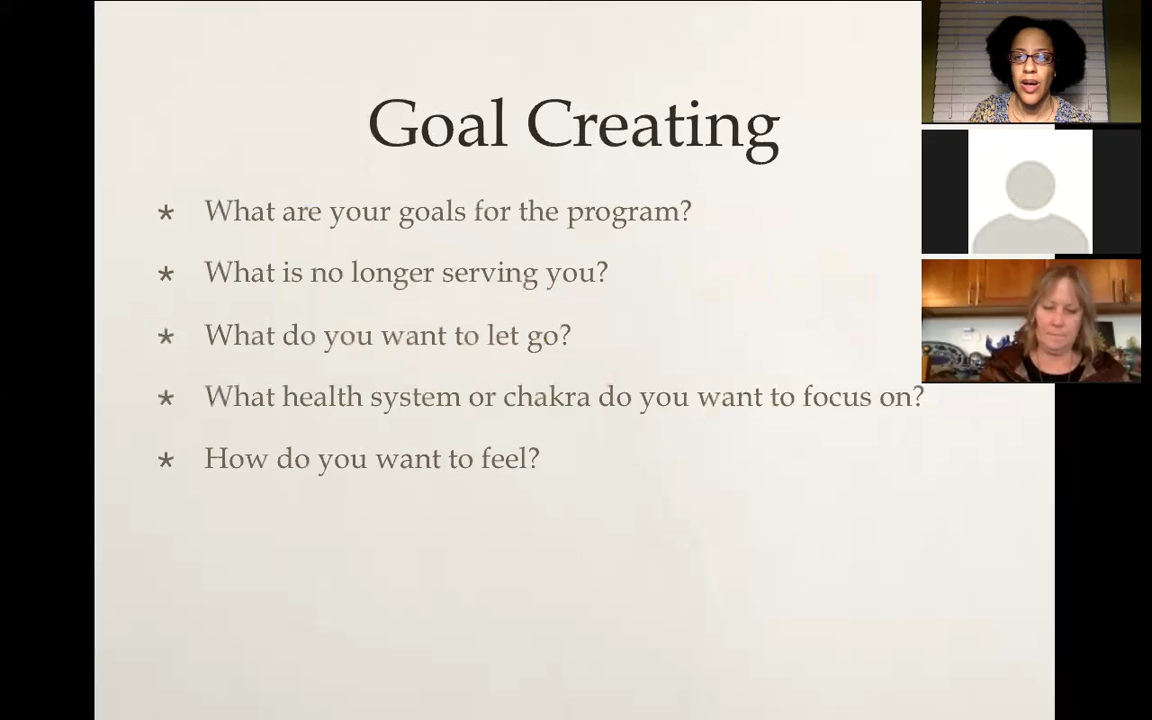 Goal Creating
* What are your goals for the program?
* What is no longer serving you?
* What do you want to let go?
* What health system or chakra do you want to focus on?
* How do you want to feel?